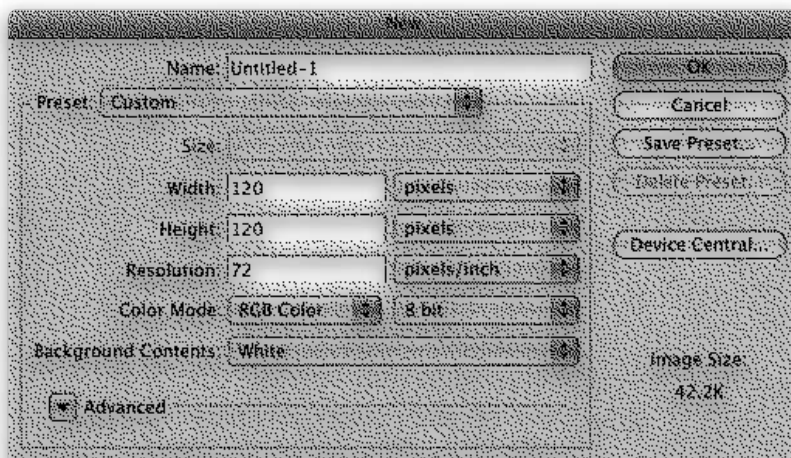 New
Name: Untitled-1
OK
Preset: Custom
Cancel
Size:
Save Preset...
Width: 120 pixels
Delete Preset...
Height: 120 pixels
Device Central...
Resolution: 72 pixels/inch
Color Mode: RGB Color 8 bit
Background Contents: White
Image Size:
42.2K
Advanced